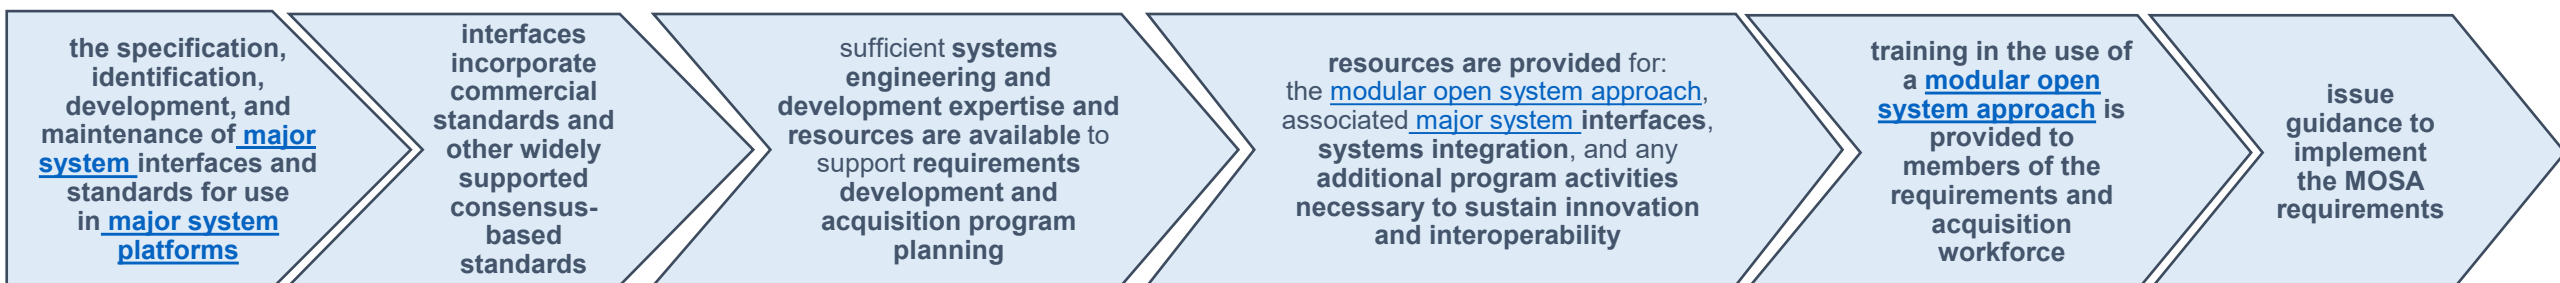 the specification,
identification,
development, and
maintenance of major
system interfaces and
standards for use
in major system
platforms
interfaces
incorporate
commercial
standards and
other widely
supported
consensus-
based
standards
sufficient systems
engineering and
development expertise and
resources are available to
support requirements
development and
acquisition program
planning
resources are provided for:
the modular open system approach,
associated major system interfaces,
systems integration, and any
additional program activities
necessary to sustain innovation
and interoperability
training in the use of
a modular open
system approach is
provided to
members of the
requirements and
acquisition
workforce
issue
guidance to
implement
the MOSA
requirements